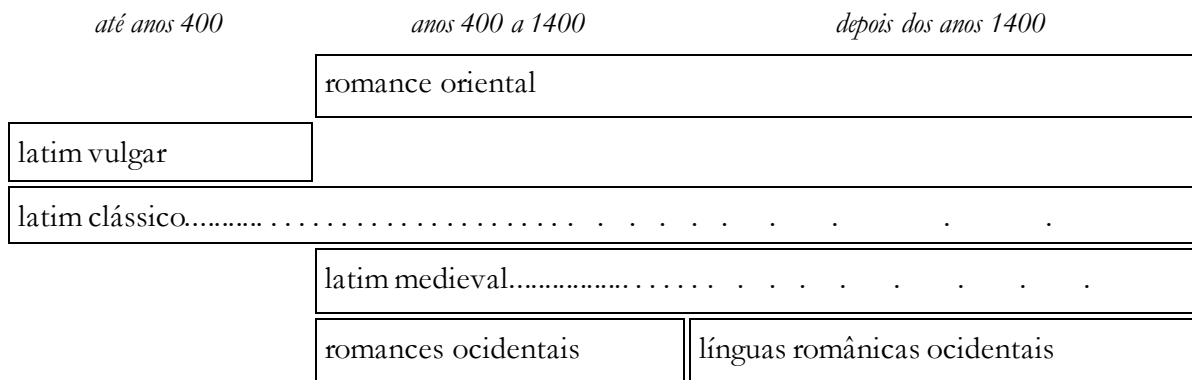 até anos 400 anos 400 a 1400 depois dos anos 1400
romance oriental
latim vulgar
latim clássico.......... . . . . . . . . . . . . . . . . . . . . . . . . . . . . . .
latim medieval................. . . . . . . . . . . . . . .
romances ocidentais línguas românicas ocidentais